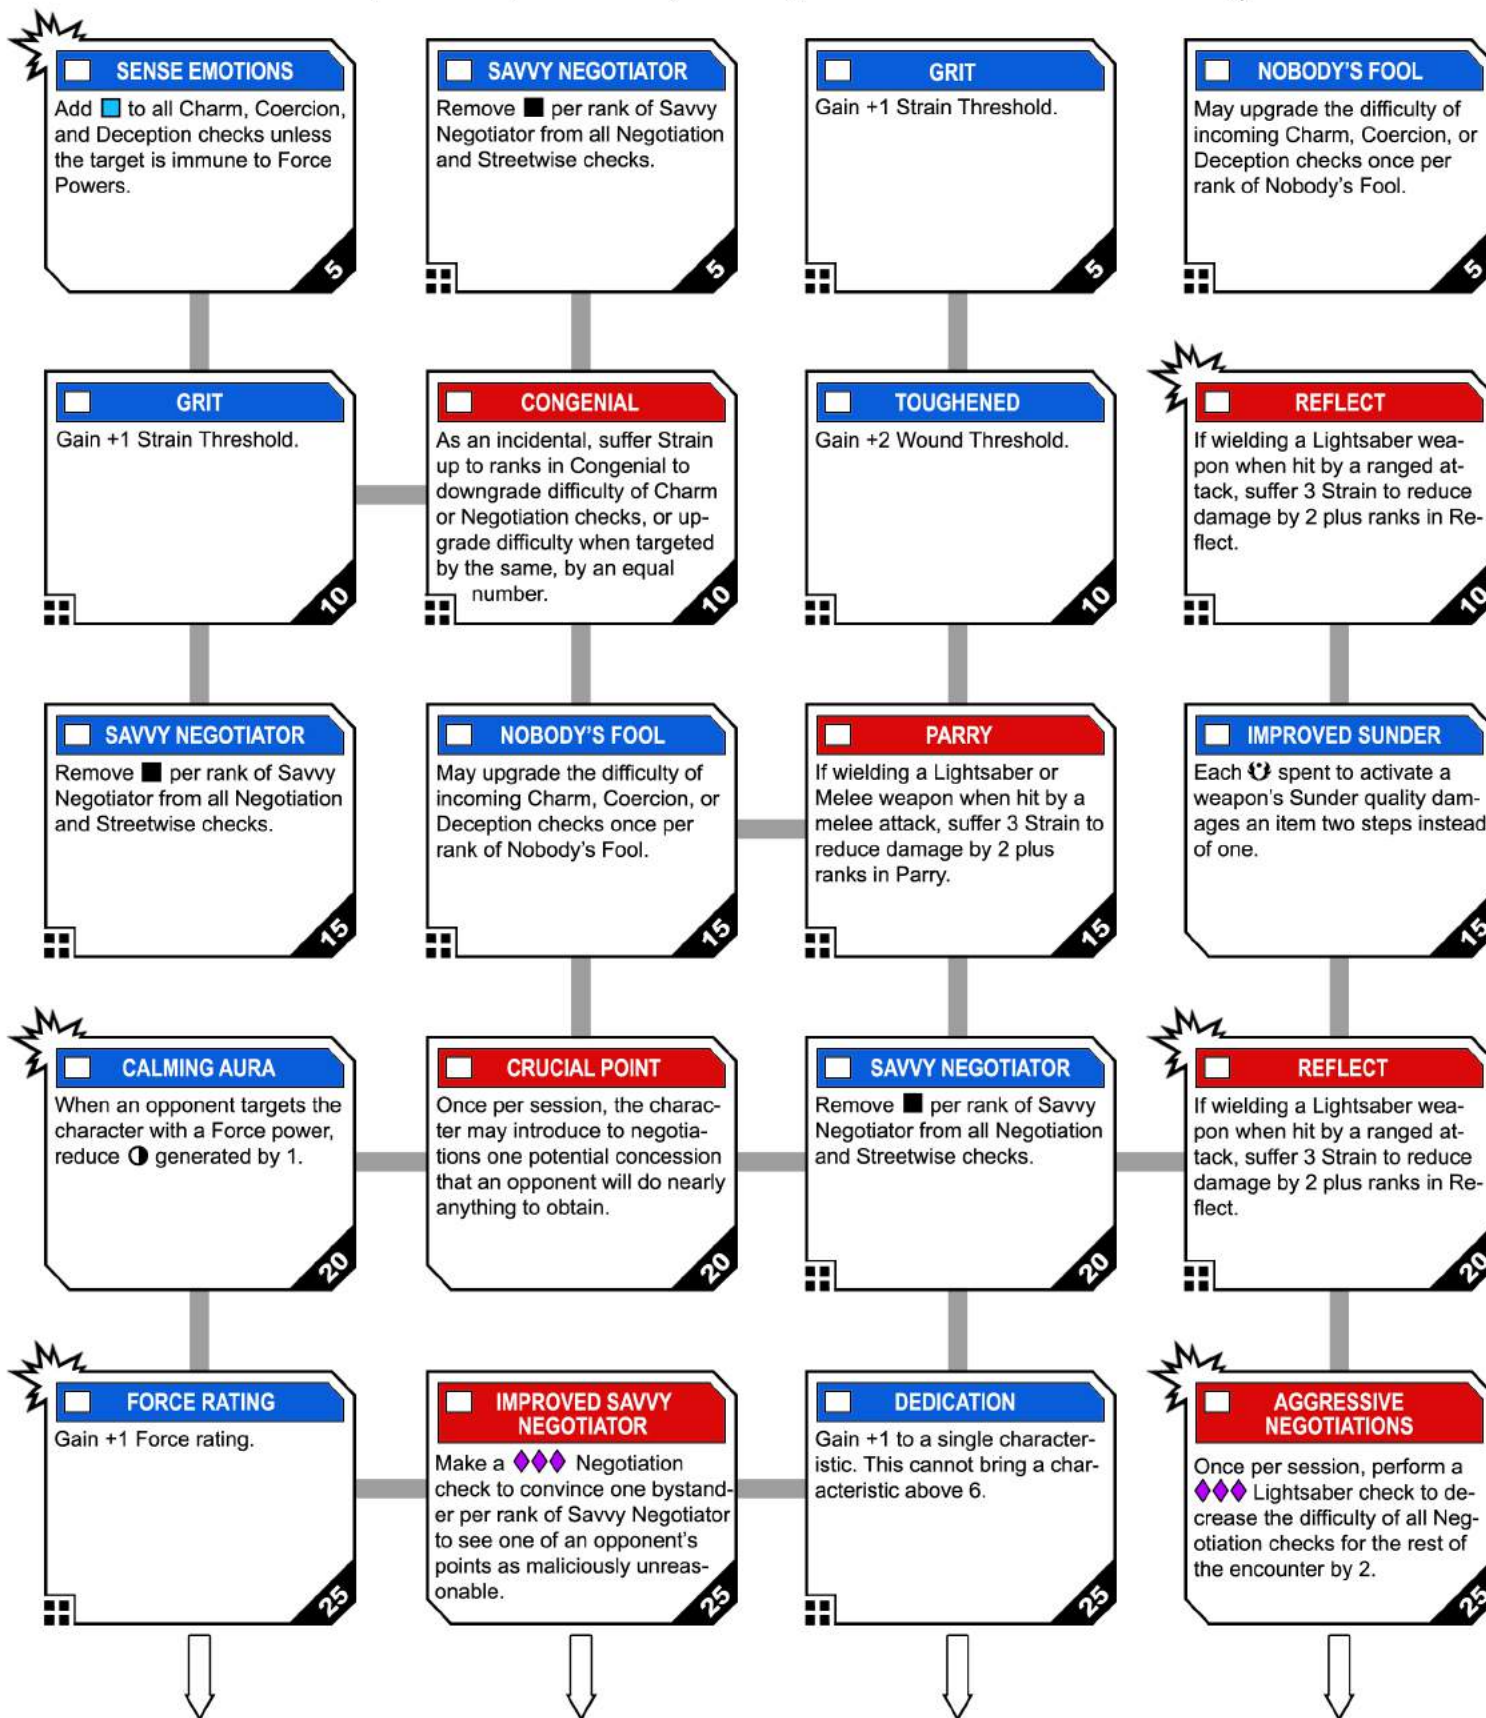 SENSE EMOTIONS
Add to all Charm, Coercion,
and Deception checks unless
the target is immune to Force
Powers.
5
SAVVY NEGOTIATOR
Remove per rank of Savvy
Negotiator from all Negotiation
and Streetwise checks.
5
GRIT
Gain +1 Strain Threshold.
5
NOBODY'S FOOL
May upgrade the difficulty of
incoming Charm, Coercion, or
Deception checks once per
rank of Nobody's Fool.
5
GRIT
Gain +1 Strain Threshold.
10
CONGENIAL
As an incidental, suffer Strain
up to ranks in Congenial to
downgrade difficulty of Charm
or Negotiation checks, or up-
grade difficulty when targeted
by the same, by an equal
number.
10
TOUGHENED
Gain +2 Wound Threshold.
10
REFLECT
If wielding a Lightsaber wea-
pon when hit by a ranged at-
tack, suffer 3 Strain to reduce
damage by 2 plus ranks in Re-
flect.
10
SAVVY NEGOTIATOR
Remove per rank of Savvy
Negotiator from all Negotiation
and Streetwise checks.
15
NOBODY'S FOOL
May upgrade the difficulty of
incoming Charm, Coercion, or
Deception checks once per
rank of Nobody's Fool.
15
PARRY
If wielding a Lightsaber or
Melee weapon when hit by a
melee attack, suffer 3 Strain to
reduce damage by 2 plus
ranks in Parry.
15
IMPROVED SUNDER
Each spent to activate a
weapon's Sunder quality dam-
ages an item two steps instead
of one.
15
CALMING AURA
When an opponent targets the
character with a Force power,
reduce generated by 1.
20
CRUCIAL POINT
Once per session, the charac-
ter may introduce to negotia-
tions one potential concession
that an opponent will do nearly
anything to obtain.
20
SAVVY NEGOTIATOR
Remove per rank of Savvy
Negotiator from all Negotiation
and Streetwise checks.
20
REFLECT
If wielding a Lightsaber wea-
pon when hit by a ranged at-
tack, suffer 3 Strain to reduce
damage by 2 plus ranks in Re-
flect.
20
FORCE RATING
Gain +1 Force rating.
25
IMPROVED SAVVY
NEGOTIATOR
Make a Negotiation
check to convince one bystand-
er per rank of Savvy Negotiator
to see one of an opponent's
points as maliciously unreas-
onable.
25
DEDICATION
Gain +1 to a single character-
istic. This cannot bring a char-
acteristic above 6.
25
AGGRESSIVE
NEGOTIATIONS
Once per session, perform a
Lightsaber check to de-
crease the difficulty of all Neg-
otiation checks for the rest of
the encounter by 2.
25